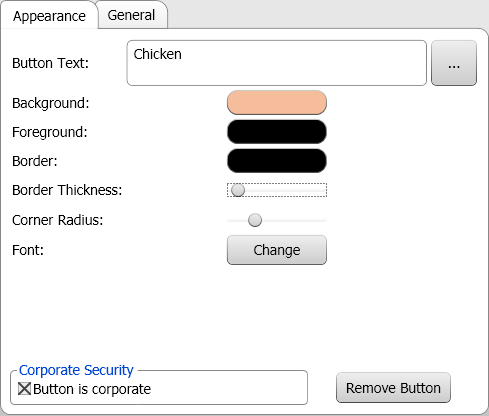 Appearance General
Button Text: Chicken ...
Background:
Foreground:
Border:
Border Thickness:
Corner Radius:
Font: Change
Corporate Security
Button is corporate Remove Button